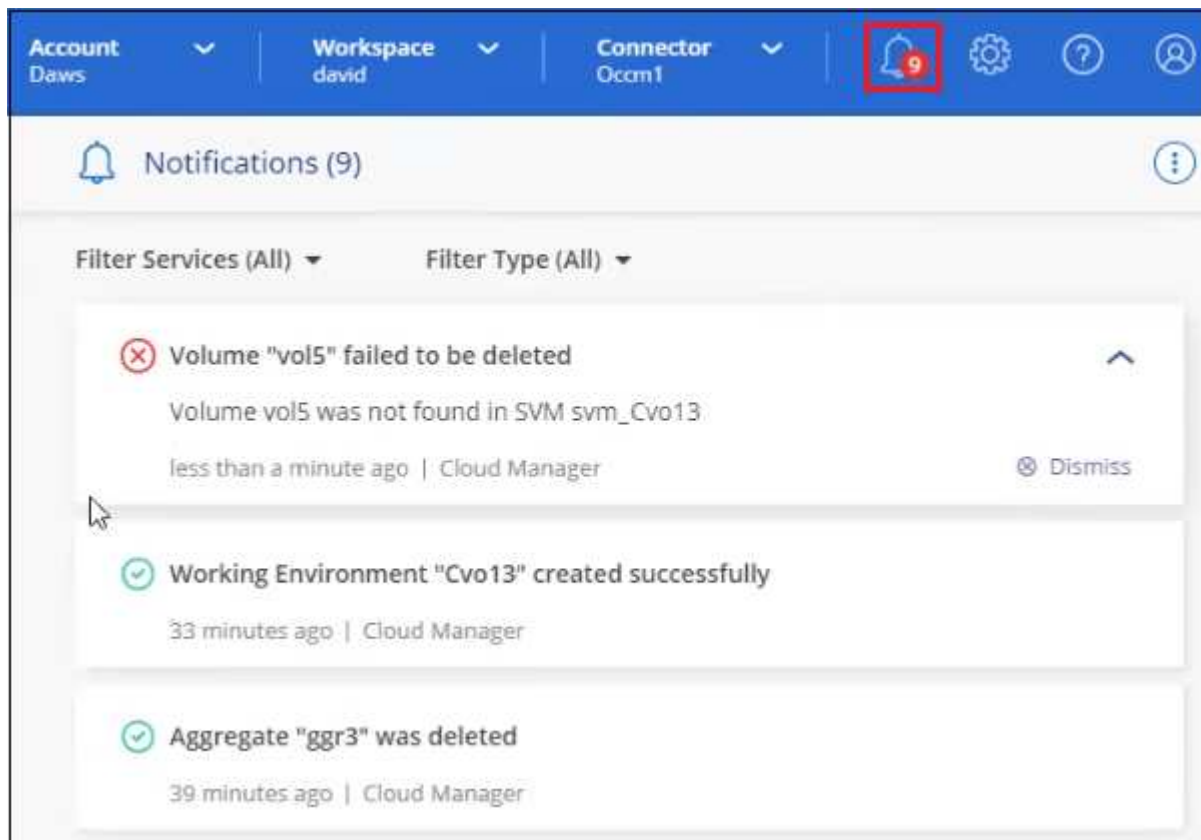 Account Workspace Connector
Daws david Occm1 9
Notifications (9)
Filter Services (All) Filter Type (All)
Volume "vol5" failed to be deleted
Volume vol5 was not found in SVM svm_Cvo13
less than a minute ago | Cloud Manager Dismiss
Working Environment "Cvo13" created successfully
33 minutes ago | Cloud Manager
Aggregate "ggr3" was deleted
39 minutes ago | Cloud Manager